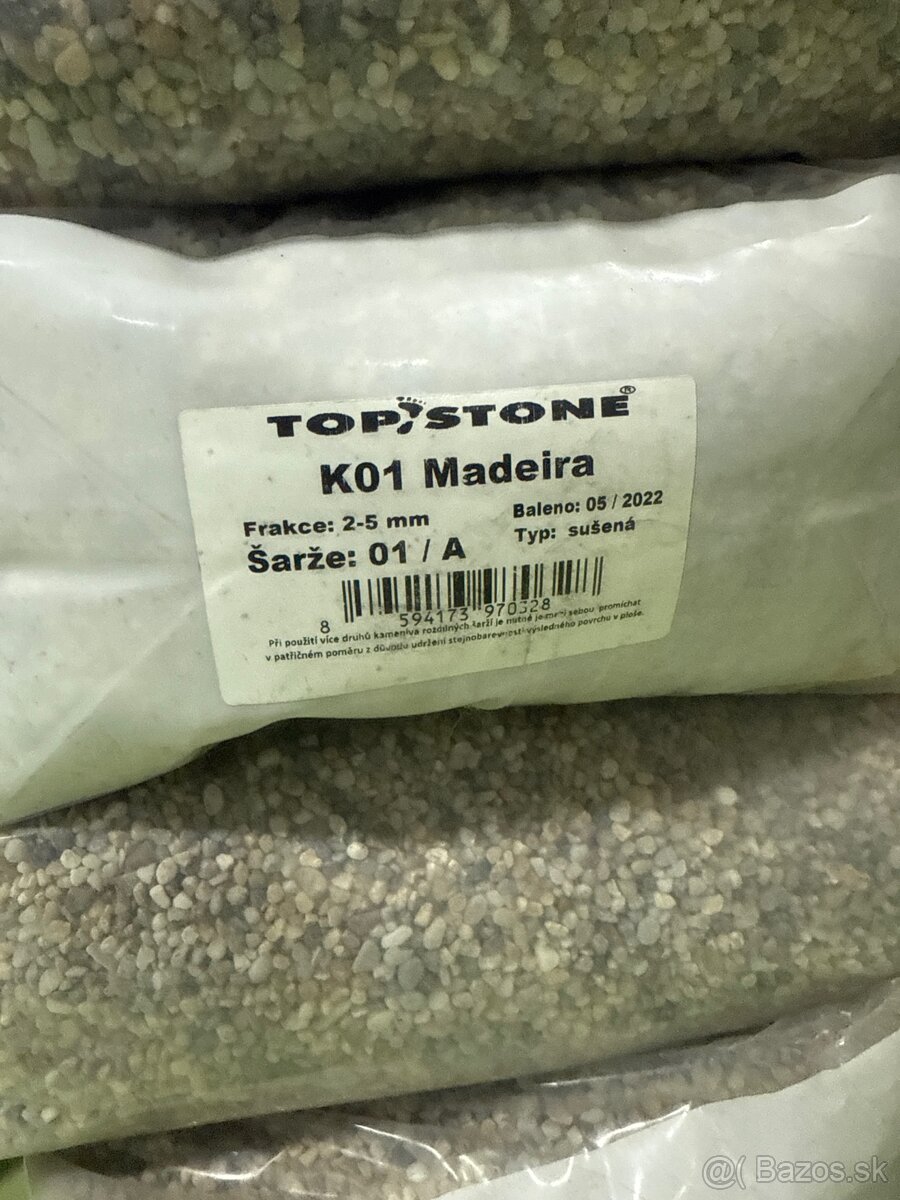 TOPSTONE®
K01 Madeira
Frakce: 2-5 mm
Baleno: 05 / 2022
Šarže: 01 / A
Typ: sušená
8 594173 970328
Při použití více druhů kameniva rozdílných šarží je nutné je mezi sebou promíchat
v patřičném poměru z důvodu udržení stejnobarevnosti výsledného povrchu v ploše.
@( Bazos.sk